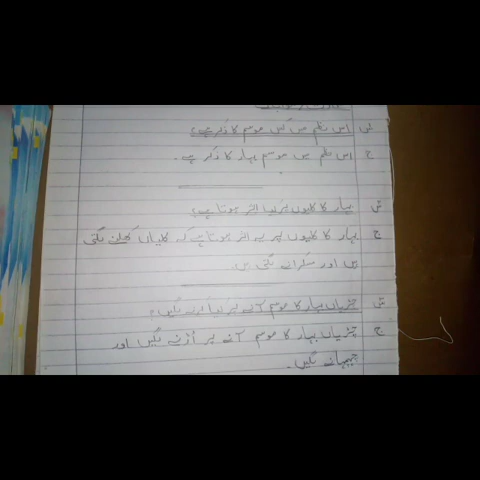 س اس نظم میں کس موسم کا ذکر ہے؟
ج اس نظم میں موسم بہار کا ذکر ہے۔
س بہار کا کلیوں پر کیا اثر ہوتا ہے؟
ج بہار کا کلیوں پر یہ اثر ہوتا ہے کہ کلیاں کھلنے لگتی
ہیں اور مسکرانے لگتی ہیں۔
س چڑیاں بہار کا موسم آنے پر کیا کرنے لگیں؟
ج چڑیاں بہار کا موسم آنے پر اُڑنے لگیں اور
چہچہانے لگیں۔